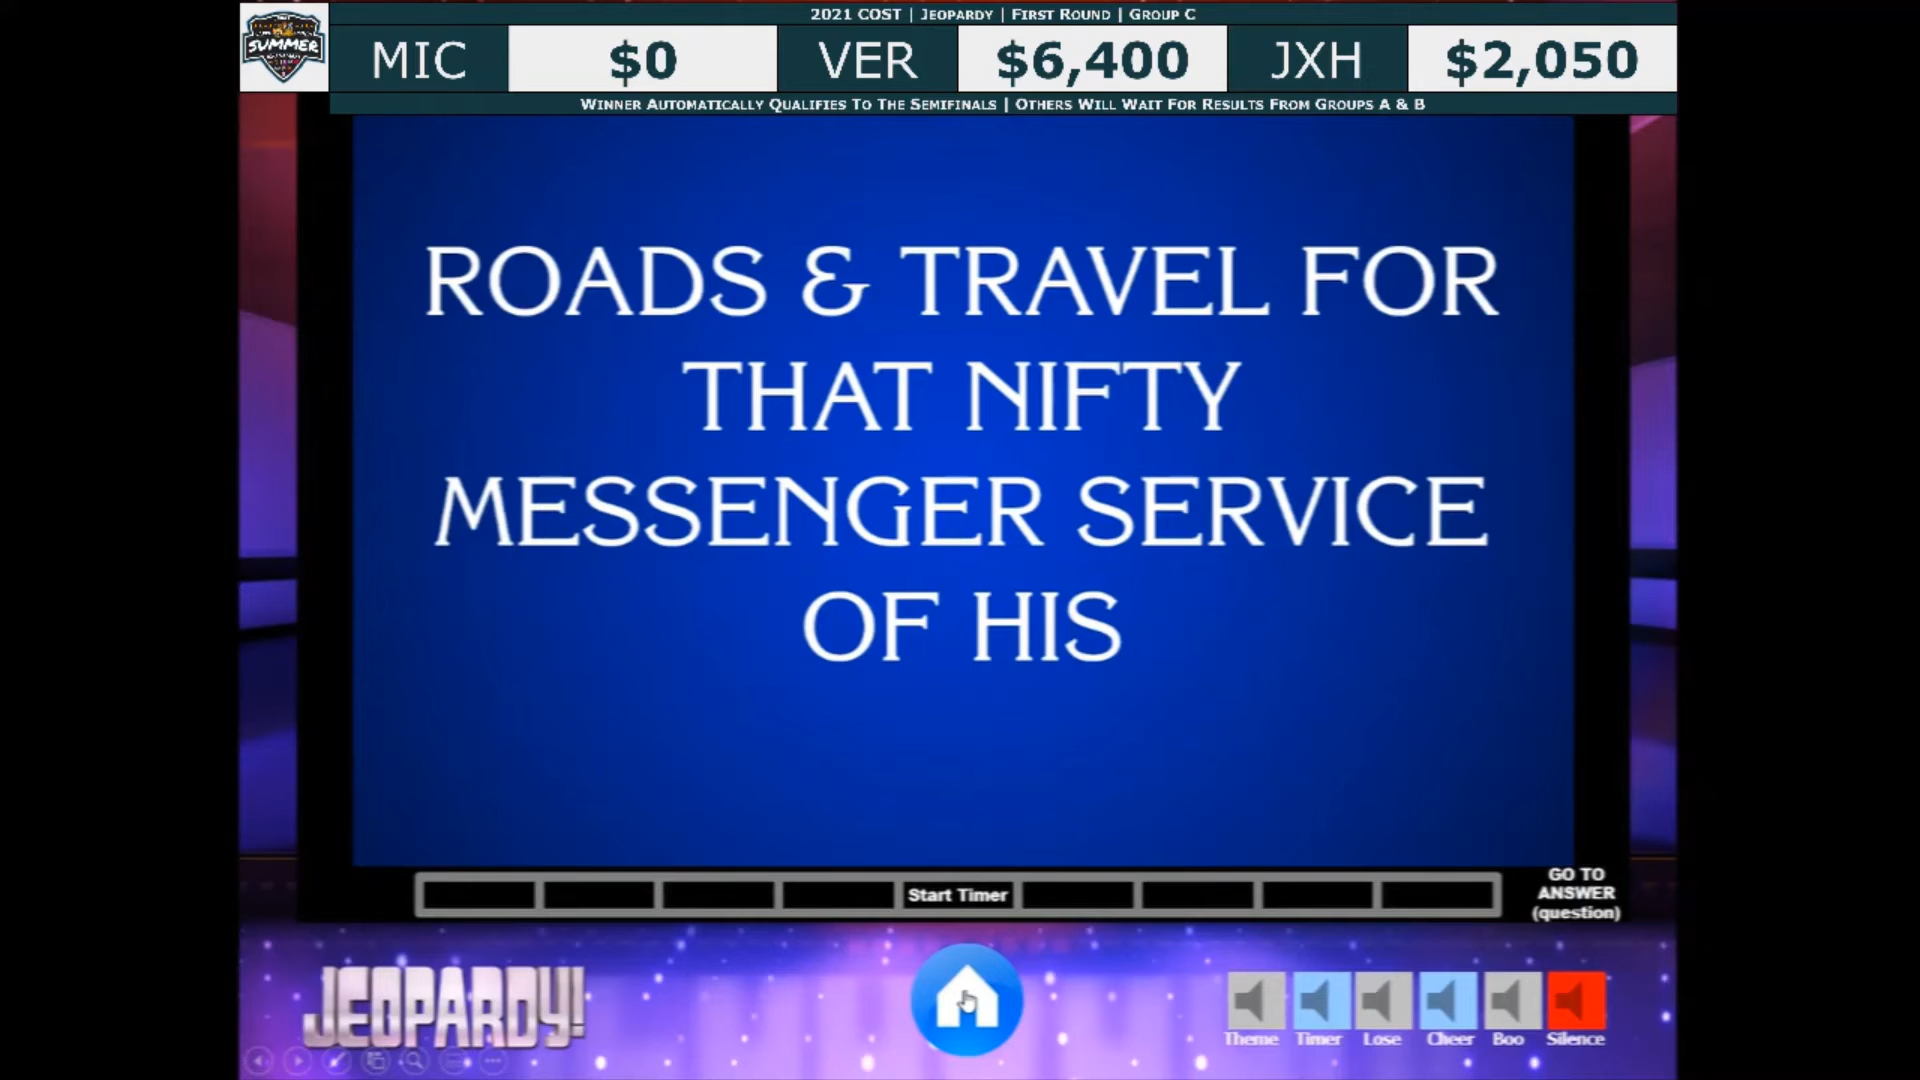 2021 COST | JEOPARDY | FIRST ROUND | GROUP C
SUMMER
MIC $0 VER $6,400 JXH $2,050
WINNER AUTOMATICALLY QUALIFIES TO THE SEMIFINALS | OTHERS WILL WAIT FOR RESULTS FROM GROUPS A & B
ROADS & TRAVEL FOR
THAT NIFTY
MESSENGER SERVICE
OF HIS
Start Timer
GO TO
ANSWER
(question)
JEOPARDY!
Theme Timer Lose Cheer Boo Silence